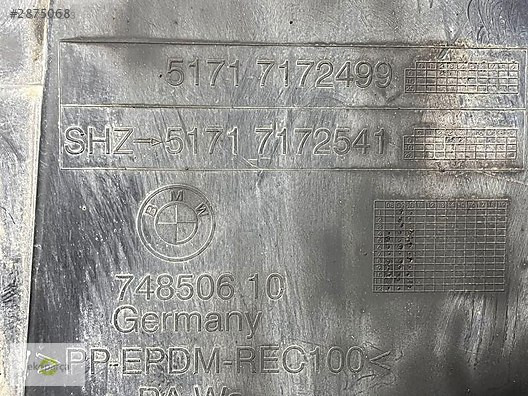 #2875068
5171 7172499
SHZ→5171 7172541
BMW
748506 10
Germany
>PP-EPDM-REC100<